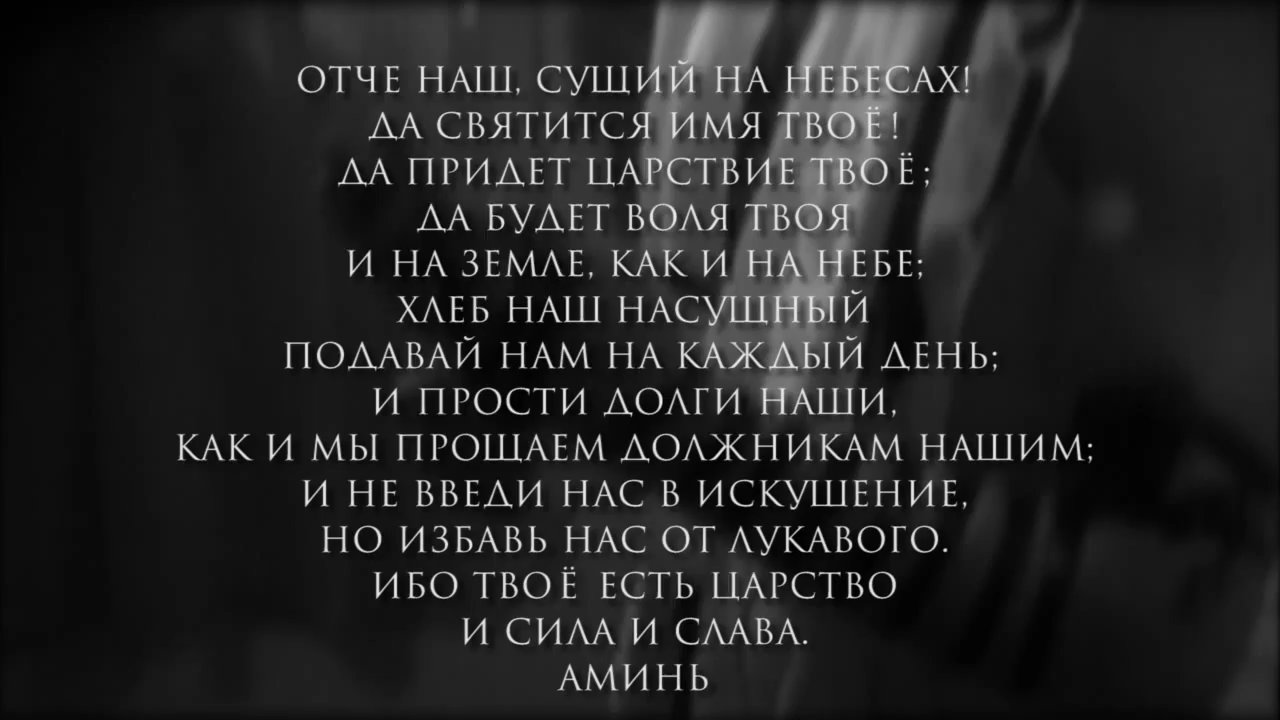 ОТЧЕ НАШ, СУЩИЙ НА НЕБЕСАХ!
ДА СВЯТИТСЯ ИМЯ ТВОЁ!
ДА ПРИДЕТ ЦАРСТВИЕ ТВОЁ;
ДА БУДЕТ ВОЛЯ ТВОЯ
И НА ЗЕМЛЕ, КАК И НА НЕБЕ;
ХЛЕБ НАШ НАСУЩНЫЙ
ПОДАВАЙ НАМ НА КАЖДЫЙ ДЕНЬ;
И ПРОСТИ ДОЛГИ НАШИ,
КАК И МЫ ПРОЩАЕМ ДОЛЖНИКАМ НАШИМ;
И НЕ ВВЕДИ НАС В ИСКУШЕНИЕ,
НО ИЗБАВЬ НАС ОТ ЛУКАВОГО.
ИБО ТВОЁ ЕСТЬ ЦАРСТВО
И СИЛА И СЛАВА.
АМИНЬ